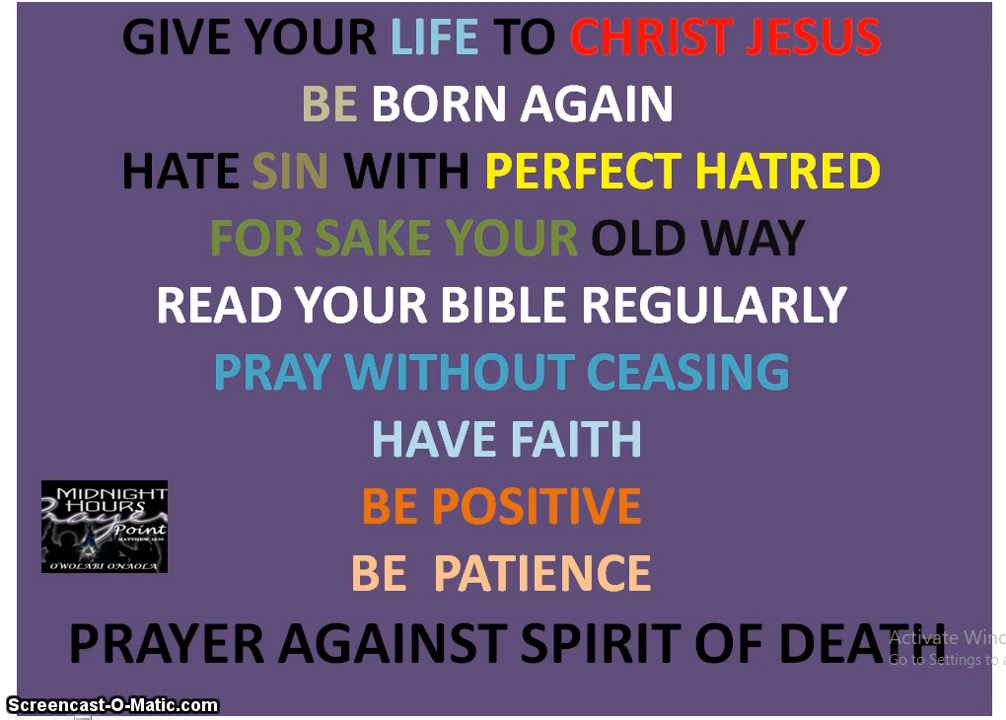 GIVE YOUR LIFE TO CHRIST JESUS
BE BORN AGAIN
HATE SIN WITH PERFECT HATRED
FOR SAKE YOUR OLD WAY
READ YOUR BIBLE REGULARLY
PRAY WITHOUT CEASING
HAVE FAITH
BE POSITIVE
BE PATIENCE
PRAYER AGAINST SPIRIT OF DEATH
MIDNIGHT
HOURS
Prayer
Point
OWOLABI ONAOLA
Activate Winc
Go to Settings to a
Screencast-O-Matic.com